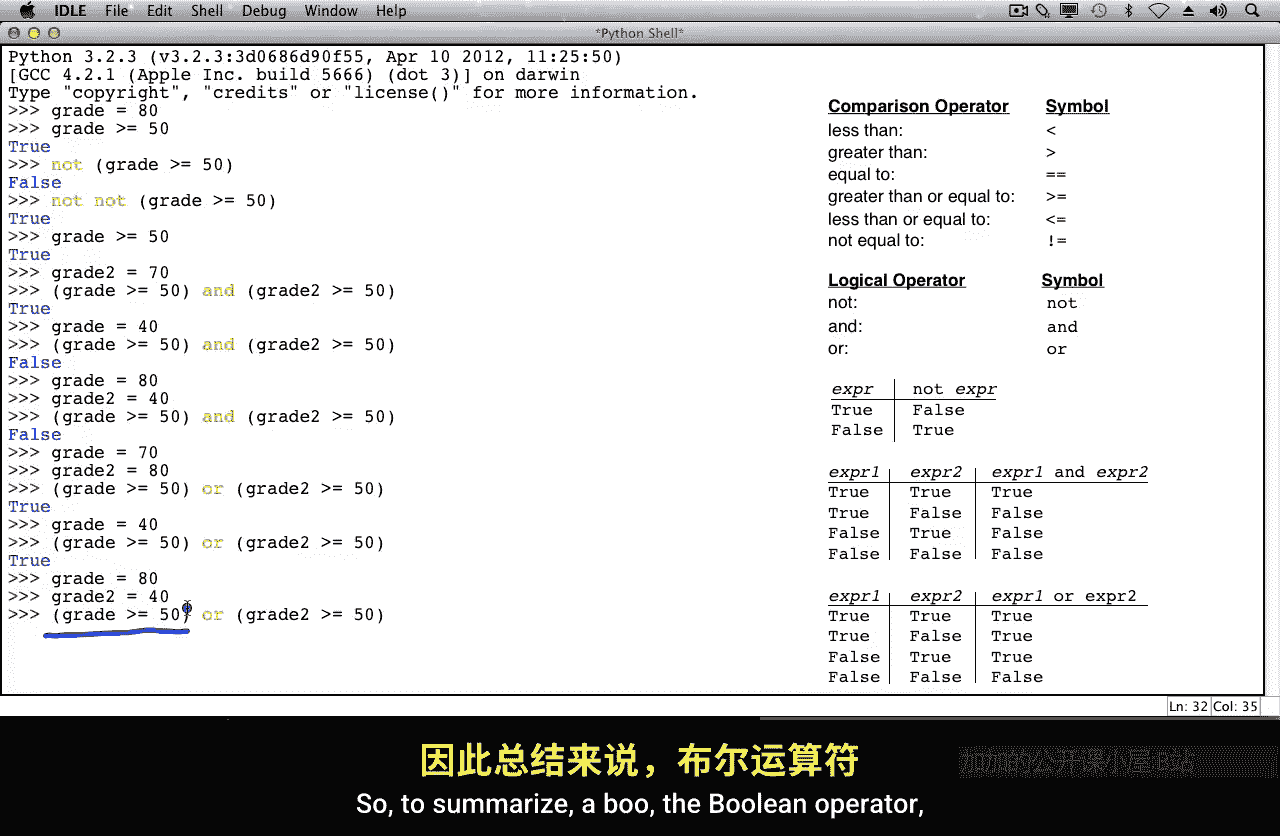 IDLE File Edit Shell Debug Window Help
*Python Shell*
Python 3.2.3 (v3.2.3:3d0686d90f55, Apr 10 2012, 11:25:50)
[GCC 4.2.1 (Apple Inc. build 5666) (dot 3)] on darwin
Type "copyright", "credits" or "license()" for more information.
>>> grade = 80
>>> grade >= 50
True
>>> not (grade >= 50)
False
>>> not not (grade >= 50)
True
>>> grade >= 50
True
>>> grade2 = 70
>>> (grade >= 50) and (grade2 >= 50)
True
>>> grade = 40
>>> (grade >= 50) and (grade2 >= 50)
False
>>> grade = 80
>>> grade2 = 40
>>> (grade >= 50) and (grade2 >= 50)
False
>>> grade = 70
>>> grade2 = 80
>>> (grade >= 50) or (grade2 >= 50)
True
>>> grade = 40
>>> (grade >= 50) or (grade2 >= 50)
True
>>> grade = 80
>>> grade2 = 40
>>> (grade >= 50) or (grade2 >= 50)
Comparison Operator Symbol
less than: <
greater than: >
equal to: ==
greater than or equal to: >=
less than or equal to: <=
not equal to: !=
Logical Operator Symbol
not: not
and: and
or: or
expr not expr
True False
False True
expr1 expr2 expr1 and expr2
True True True
True False False
False True False
False False False
expr1 expr2 expr1 or expr2
True True True
True False True
False True True
False False False
Ln: 32 Col: 35
因此总结来说，布尔运算符
加加的公开课小屋B站
So, to summarize, a boo, the Boolean operator,